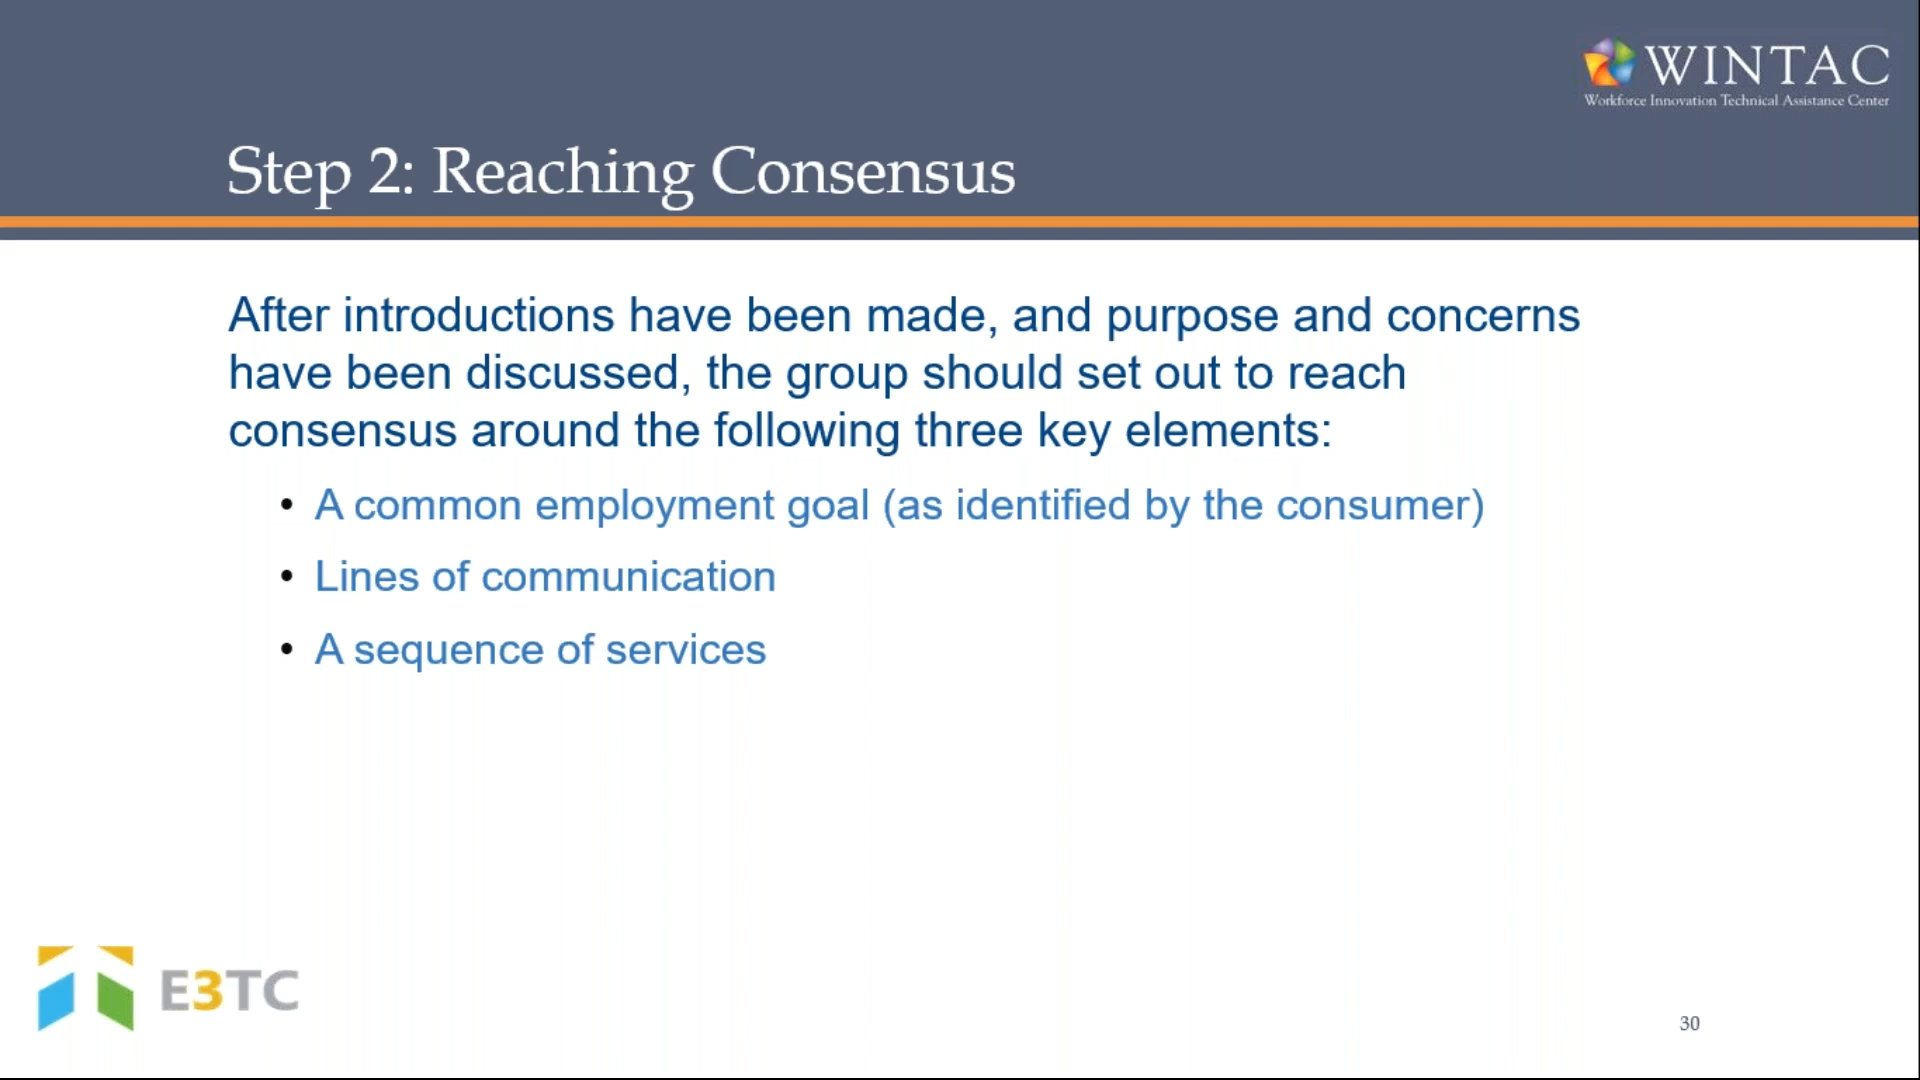 WINTAC
Workforce Innovation Technical Assistance Center
Step 2: Reaching Consensus
After introductions have been made, and purpose and concerns
have been discussed, the group should set out to reach
consensus around the following three key elements:
• A common employment goal (as identified by the consumer)
• Lines of communication
• A sequence of services
E3TC
30